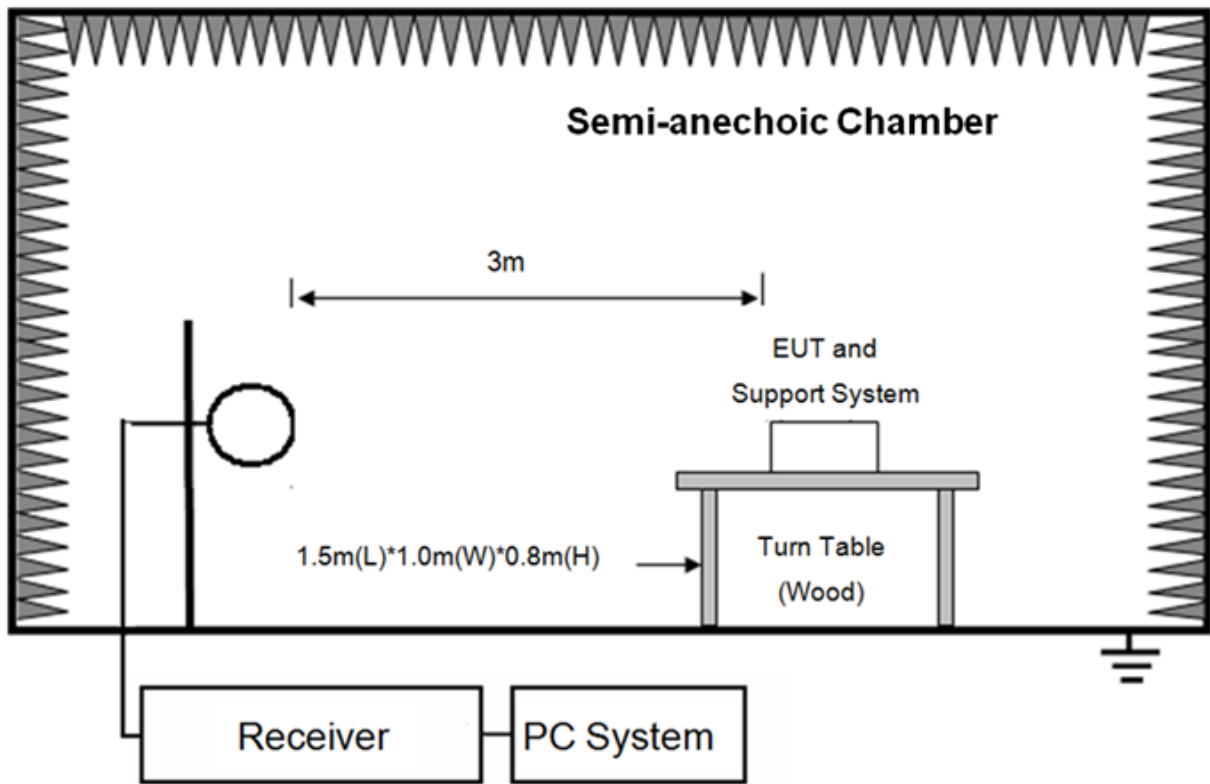 Semi-anechoic Chamber
3m
EUT and
Support System
1.5m(L)*1.0m(W)*0.8m(H)
Turn Table
(Wood)
Receiver
PC System